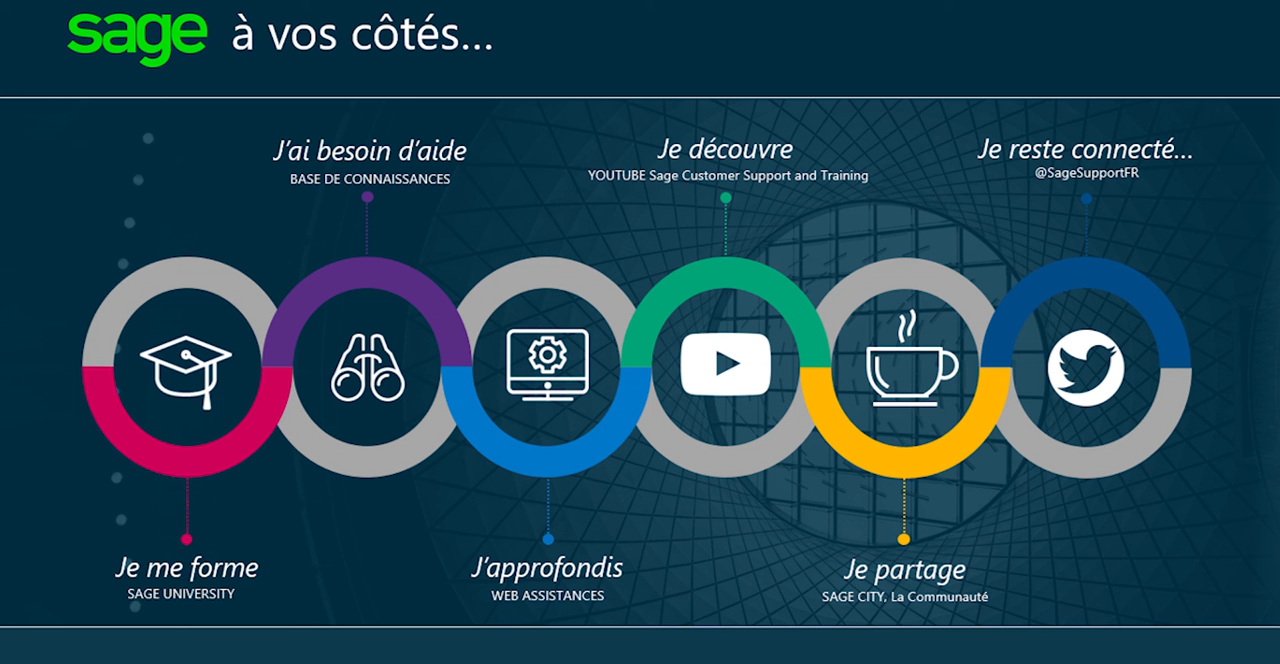 sage à vos côtés...
J'ai besoin d'aide
BASE DE CONNAISSANCES
Je découvre
YOUTUBE Sage Customer Support and Training
Je reste connecté...
@SageSupportFR
Je me forme
SAGE UNIVERSITY
J'approfondis
WEB ASSISTANCES
Je partage
SAGE CITY, La Communauté